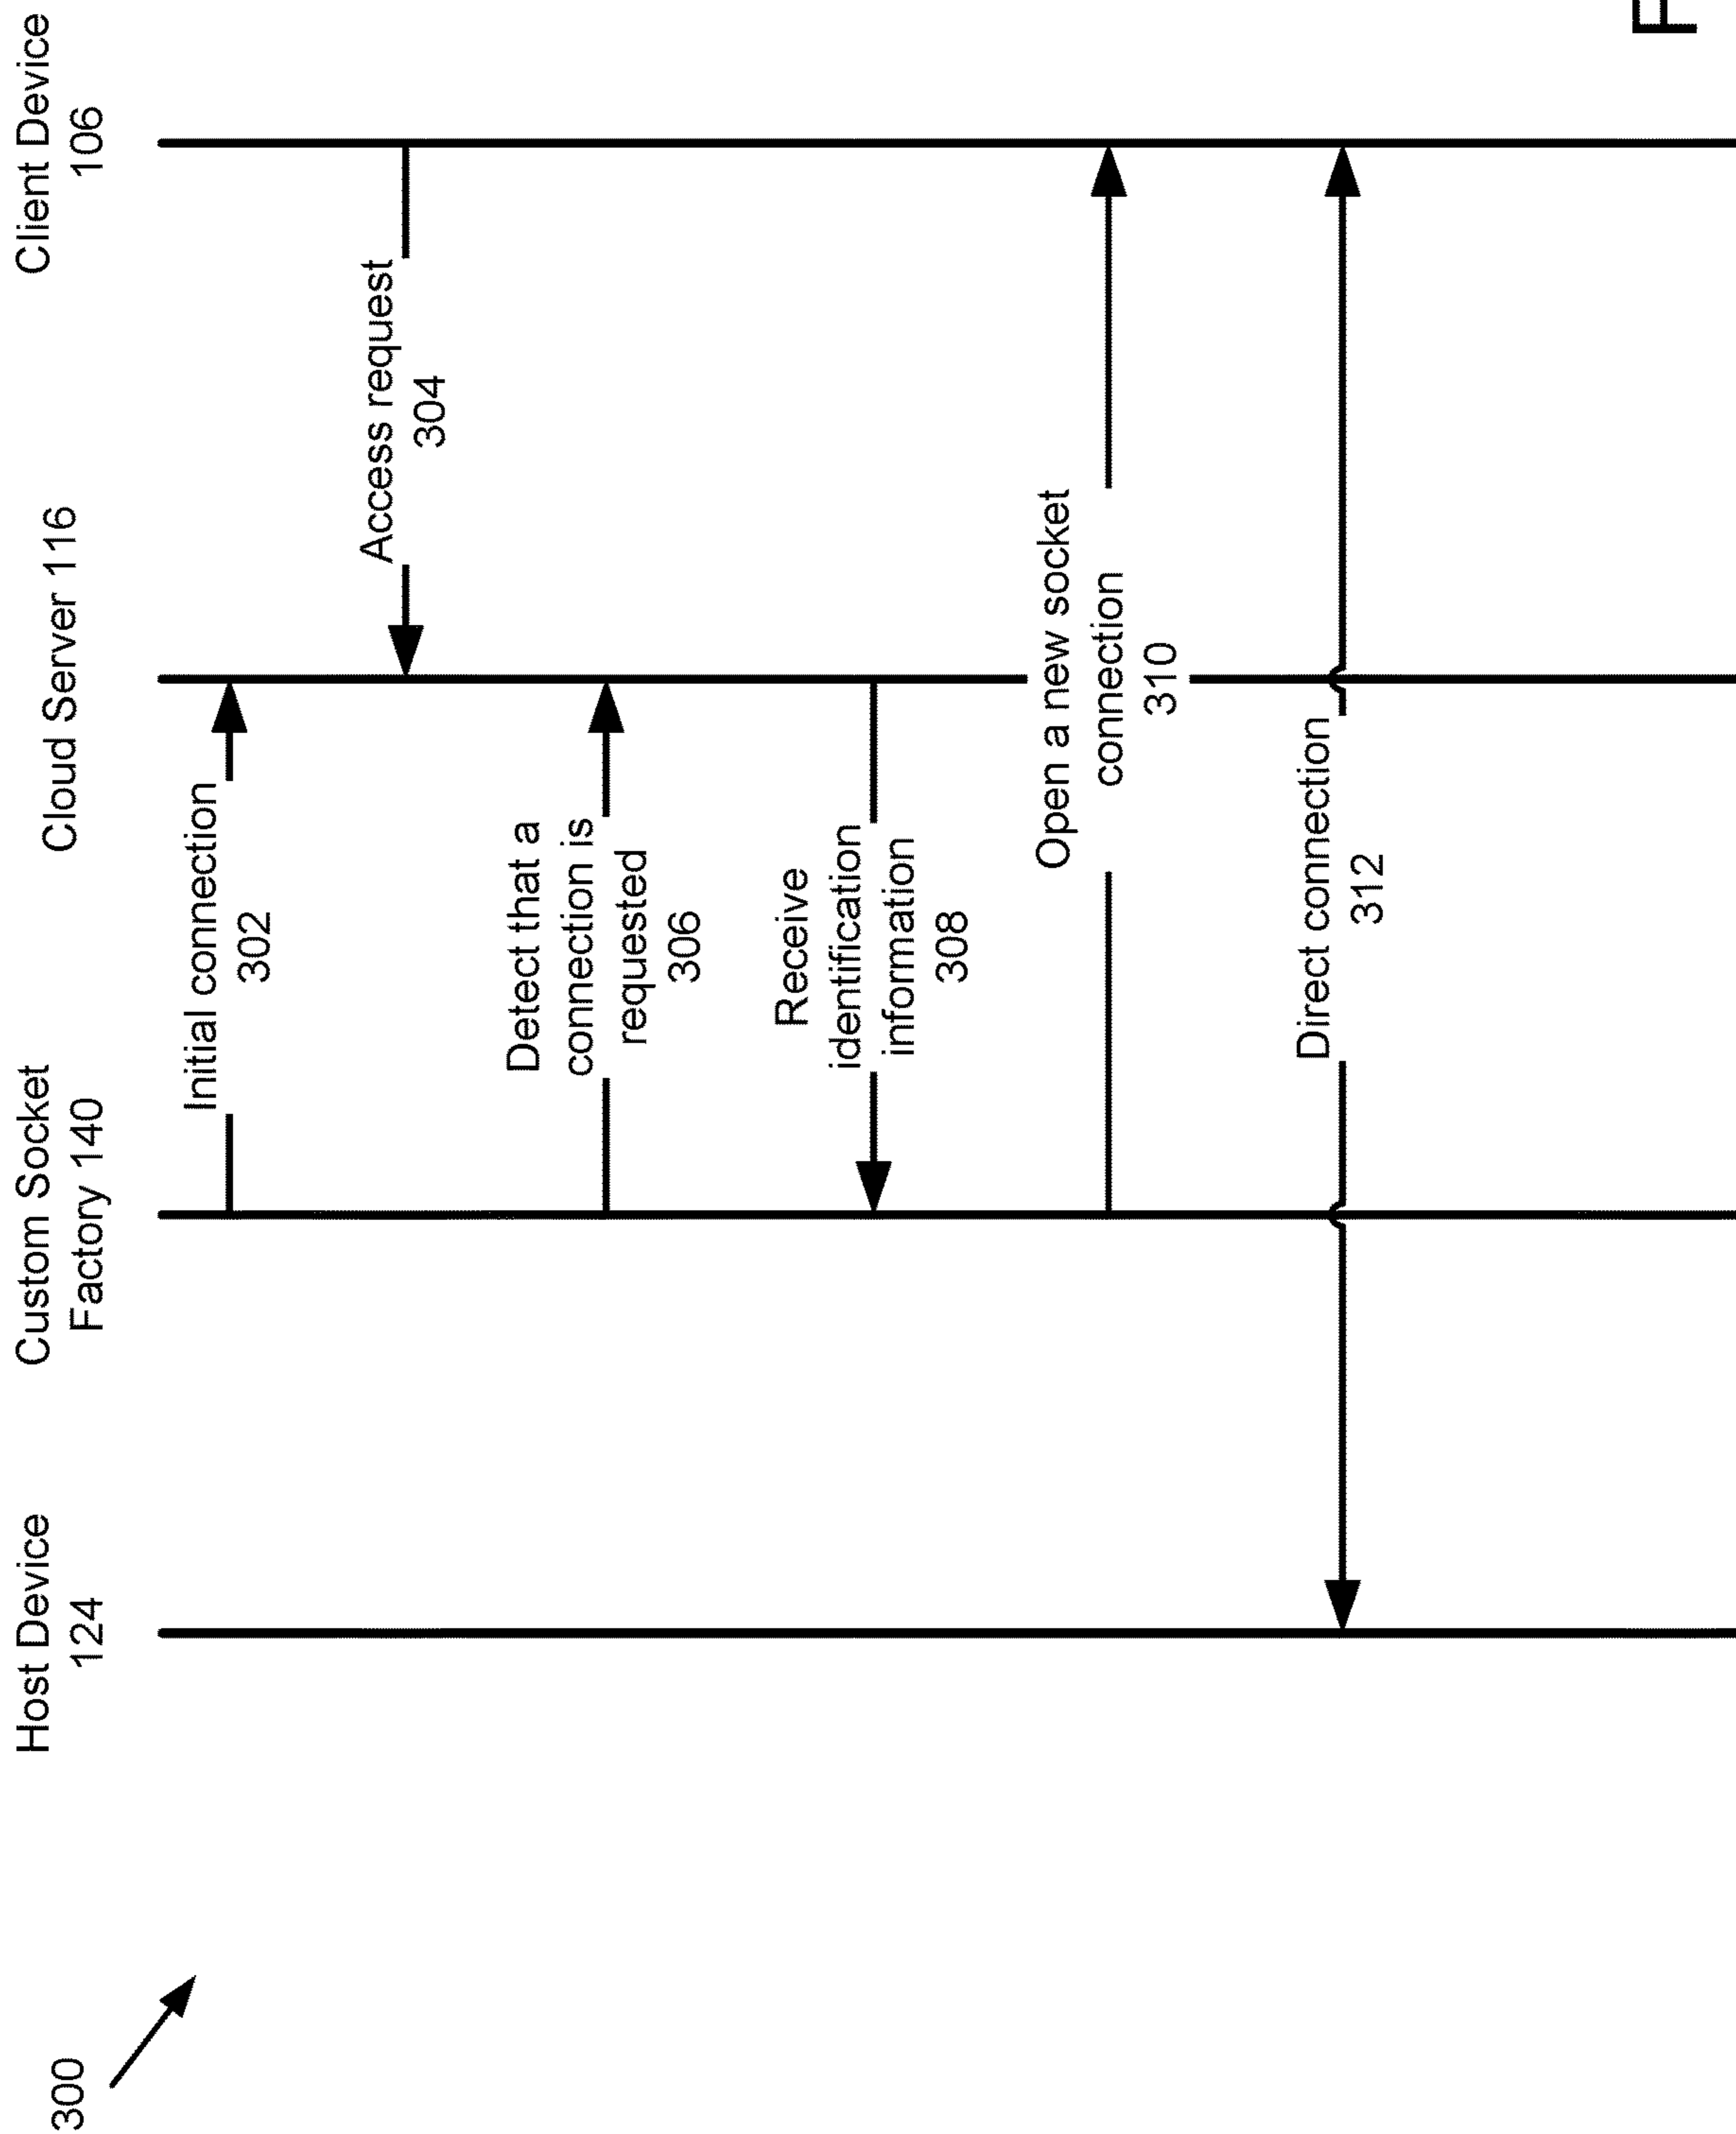 300
Host Device
124
Custom Socket
Factory 140
Cloud Server 116
Client Device
106
Initial connection
302
Access request
304
Detect that a
connection is
requested
306
Receive
identification
information
308
Open a new socket
connection
310
Direct connection
312
F